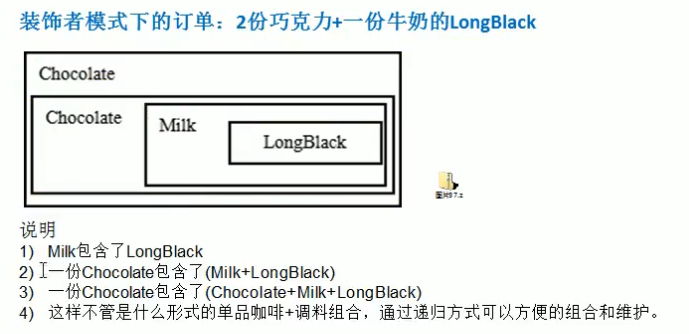 装饰者模式下的订单：2份巧克力+一份牛奶的LongBlack
Chocolate
Chocolate
Milk
LongBlack
说明
1) Milk包含了LongBlack
2) 一份Chocolate包含了(Milk+LongBlack)
3) 一份Chocolate包含了(Chocolate+Milk+LongBlack)
4) 这样不管是什么形式的单品咖啡+调料组合，通过递归方式可以方便的组合和维护。